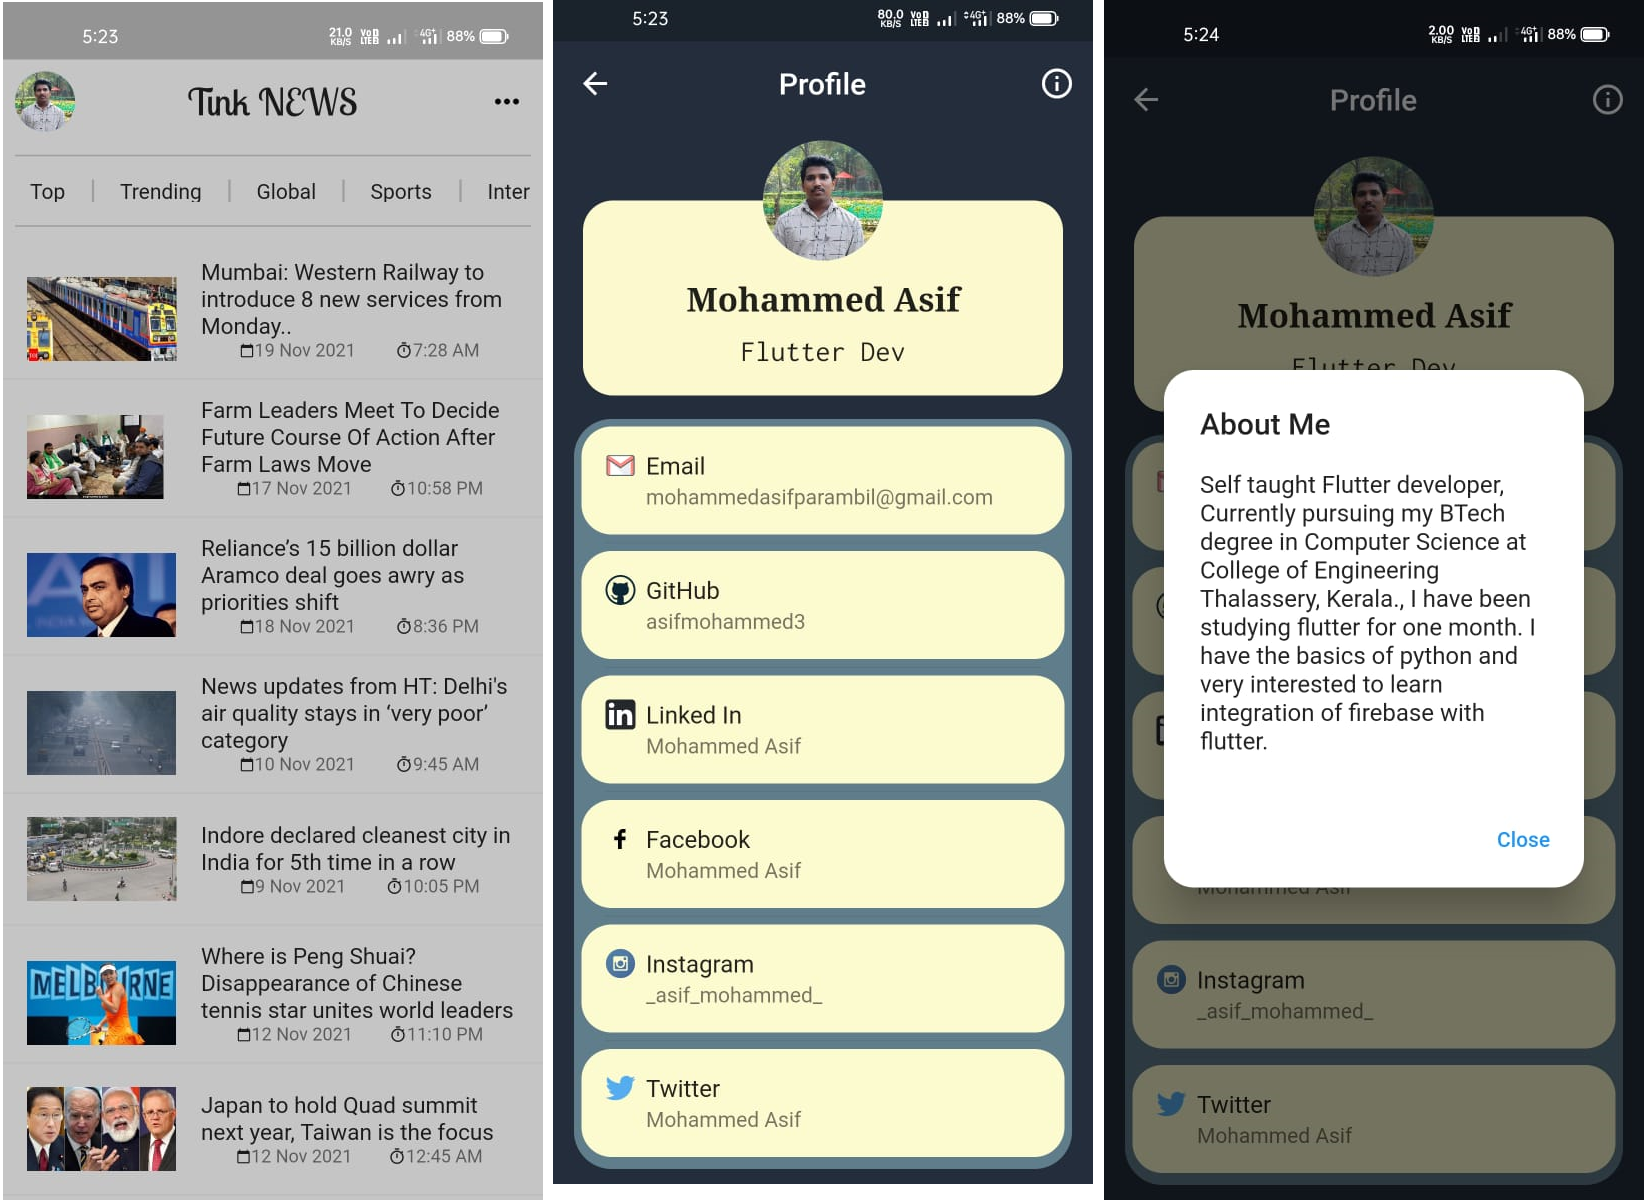 5:23
21.0 KB/S
Vo LTE
4G+
88%
Tink NEWS
Top
Trending
Global
Sports
Inter
Mumbai: Western Railway to
introduce 8 new services from
Monday..
19 Nov 2021
7:28 AM
Farm Leaders Meet To Decide
Future Course Of Action After
Farm Laws Move
17 Nov 2021
10:58 PM
Reliance’s 15 billion dollar
Aramco deal goes awry as
priorities shift
18 Nov 2021
8:36 PM
News updates from HT: Delhi's
air quality stays in ‘very poor’
category
10 Nov 2021
9:45 AM
Indore declared cleanest city in
India for 5th time in a row
9 Nov 2021
10:05 PM
MELBOURNE
Where is Peng Shuai?
Disappearance of Chinese
tennis star unites world leaders
12 Nov 2021
11:10 PM
Japan to hold Quad summit
next year, Taiwan is the focus
12 Nov 2021
12:45 AM
5:23
80.0 KB/S
Vo LTE
4G+
88%
Profile
Mohammed Asif
Flutter Dev
Email
mohammedasifparambil@gmail.com
GitHub
asifmohammed3
Linked In
Mohammed Asif
Facebook
Mohammed Asif
Instagram
_asif_mohammed_
Twitter
Mohammed Asif
5:24
2.00 KB/S
Vo LTE
4G+
88%
Profile
Mohammed Asif
Flutter Dev
About Me
Self taught Flutter developer,
Currently pursuing my BTech
degree in Computer Science at
College of Engineering
Thalassery, Kerala., I have been
studying flutter for one month. I
have the basics of python and
very interested to learn
integration of firebase with
flutter.
Close
Mohammed Asif
Instagram
_asif_mohammed_
Twitter
Mohammed Asif